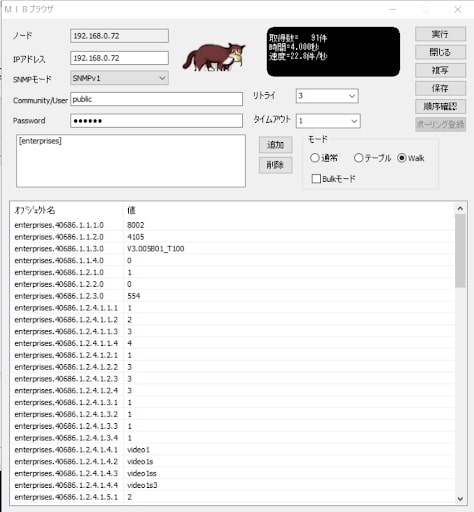 MIBブラウザ
ノード
192.168.0.72
IPアドレス
192.168.0.72
SNMPモード
SNMPv1
Community/User
public
Password
●●●●●●
取得数= 91件
時間=4.000秒
速度=22.8件/秒
リトライ
3
タイムアウト
1
実行
閉じる
複写
保存
順序確認
ポーリング登録
[enterprises]
追加
削除
モード
通常
テーブル
Walk
Bulkモード
オブジェクト名 値
enterprises.40686.1.1.1.0 8002
enterprises.40686.1.1.2.0 4105
enterprises.40686.1.1.3.0 V3.005B01_T100
enterprises.40686.1.1.4.0 0
enterprises.40686.1.2.1.0 1
enterprises.40686.1.2.2.0 0
enterprises.40686.1.2.3.0 554
enterprises.40686.1.2.4.1.1.1 1
enterprises.40686.1.2.4.1.1.2 2
enterprises.40686.1.2.4.1.1.3 3
enterprises.40686.1.2.4.1.1.4 4
enterprises.40686.1.2.4.1.2.1 1
enterprises.40686.1.2.4.1.2.2 3
enterprises.40686.1.2.4.1.2.3 3
enterprises.40686.1.2.4.1.2.4 3
enterprises.40686.1.2.4.1.3.1 1
enterprises.40686.1.2.4.1.3.2 1
enterprises.40686.1.2.4.1.3.3 1
enterprises.40686.1.2.4.1.3.4 1
enterprises.40686.1.2.4.1.4.1 video1
enterprises.40686.1.2.4.1.4.2 video1s
enterprises.40686.1.2.4.1.4.3 video1ss
enterprises.40686.1.2.4.1.4.4 video1s3
enterprises.40686.1.2.4.1.5.1 2